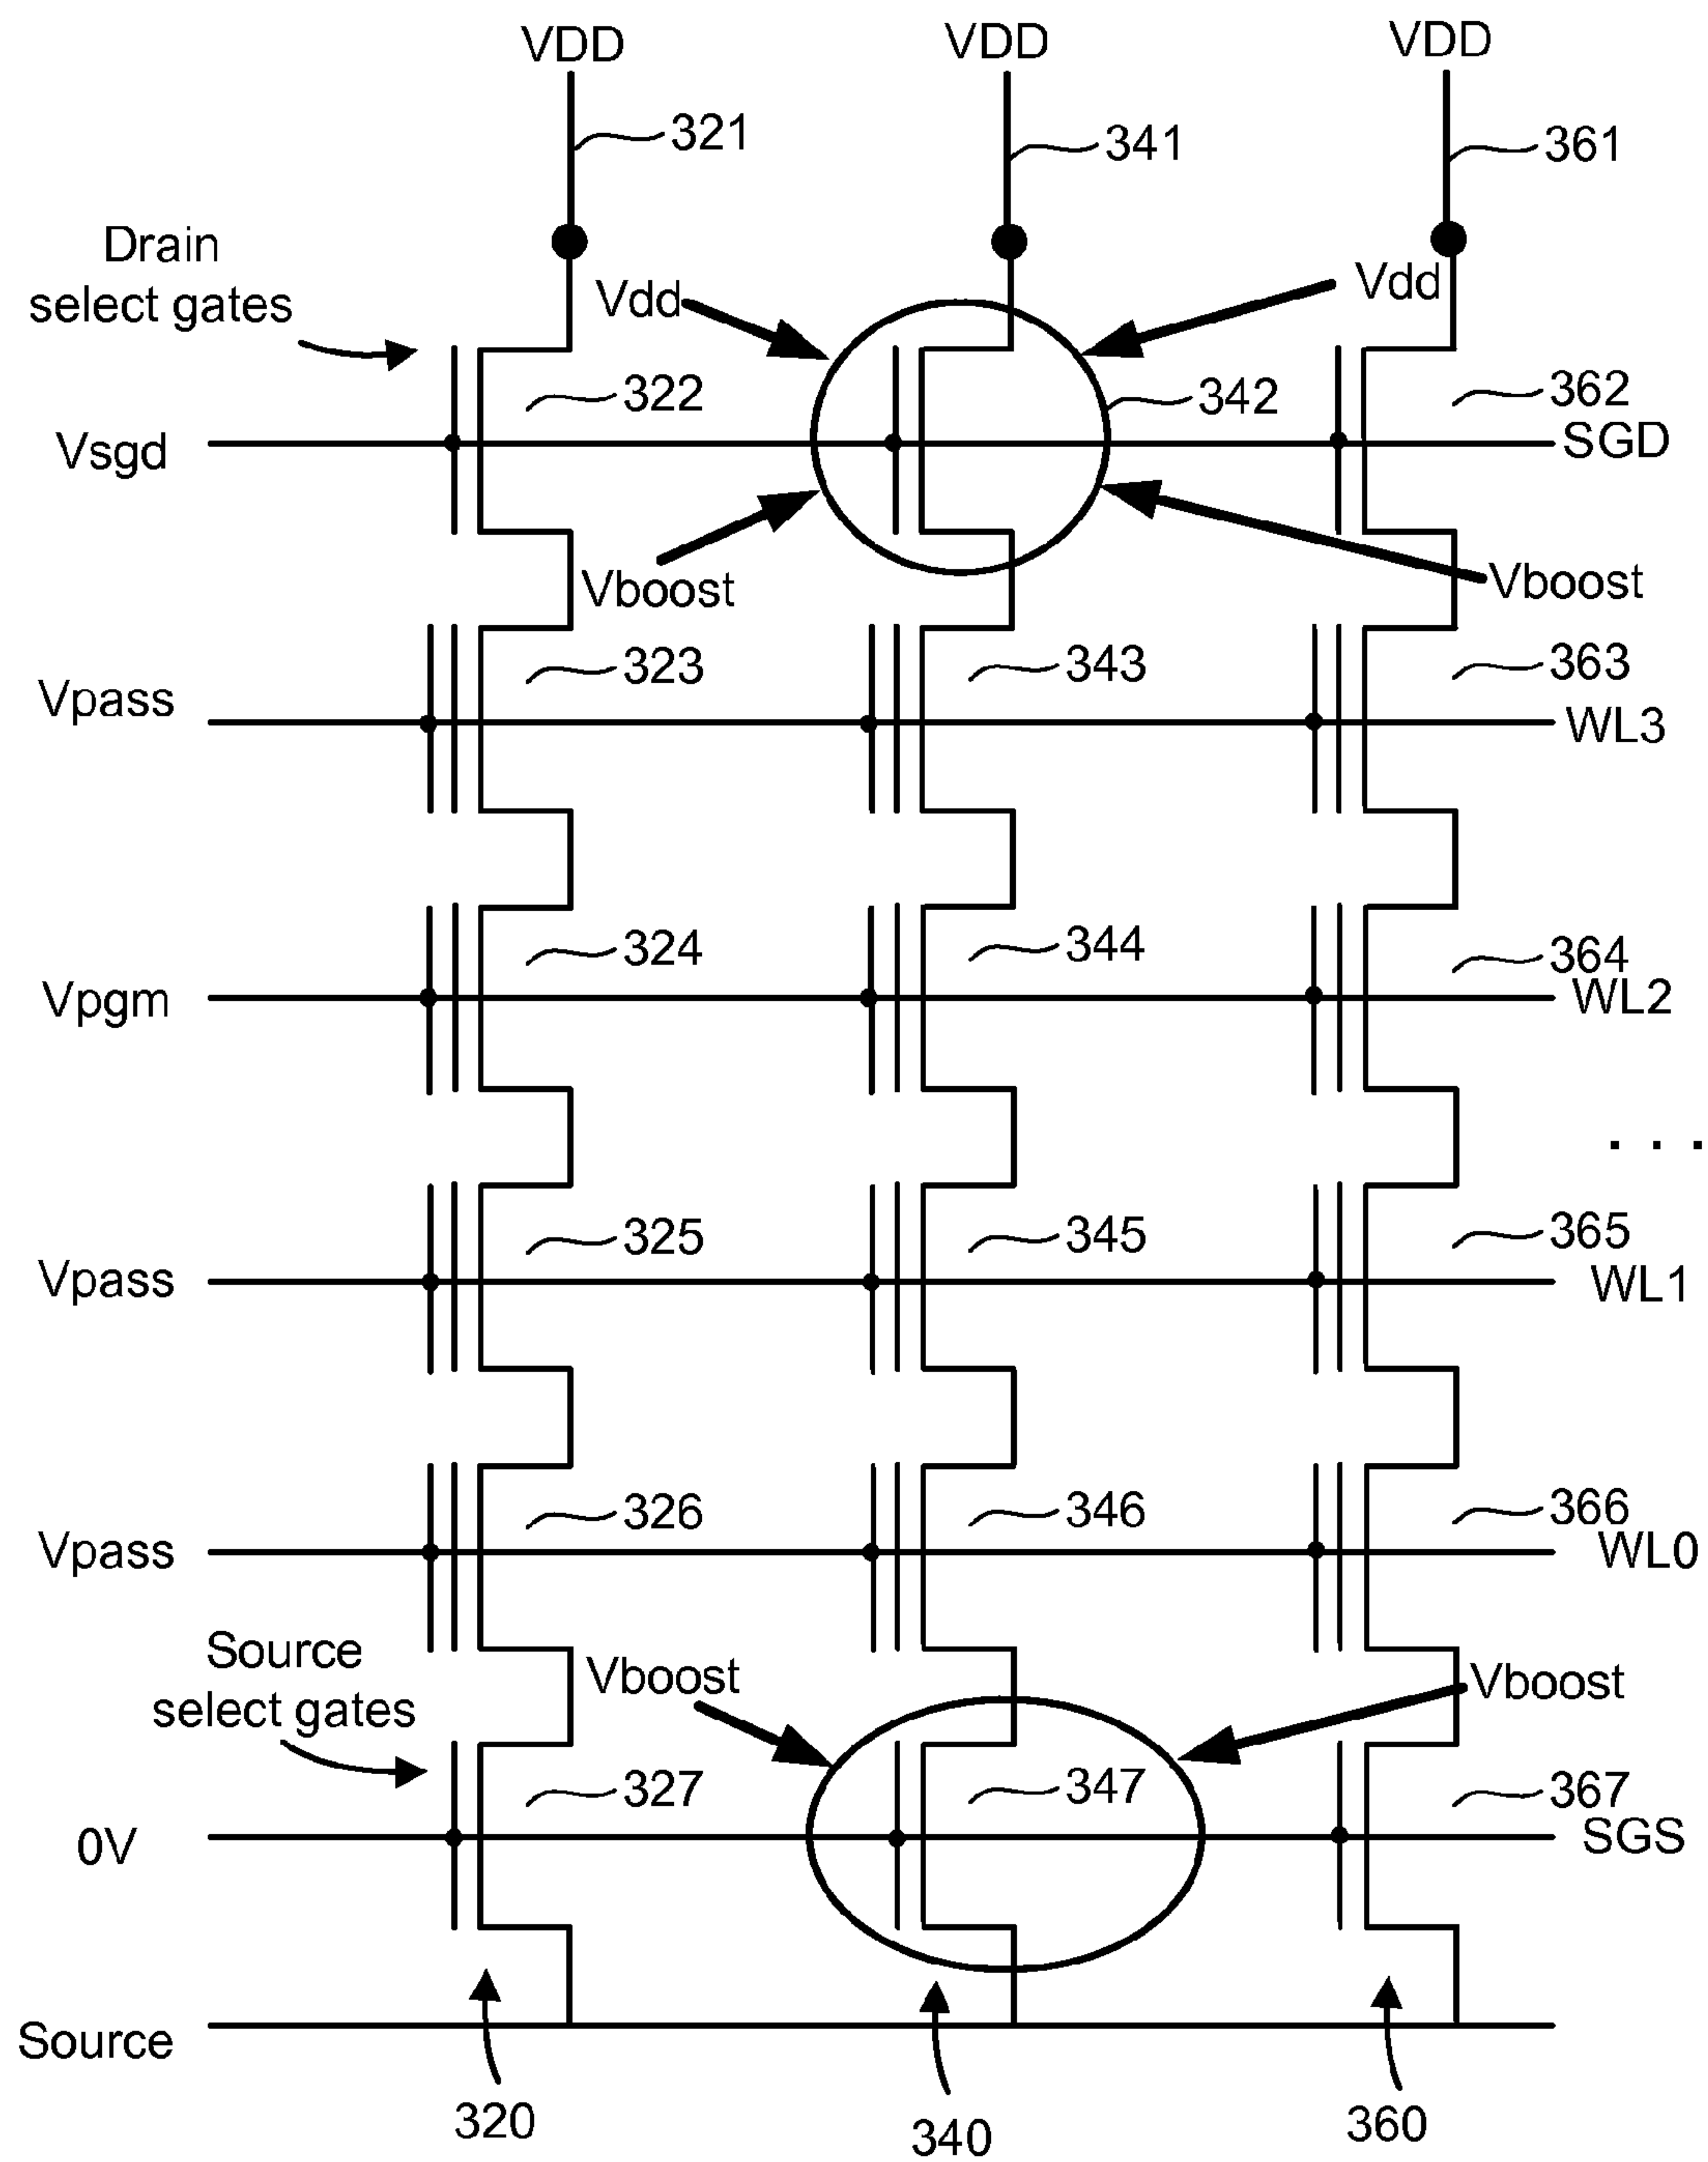 VDD VDD VDD
321 341 361
Drain
select gates
Vdd Vdd
322 342 362
Vsgd SGD
Vboost Vboost
323 343 363
Vpass WL3
324 344 364
Vpgm WL2
. . .
325 345 365
Vpass WL1
326 346 366
Vpass WL0
Source
select gates
Vboost Vboost
327 347 367
0V SGS
Source
320 340 360